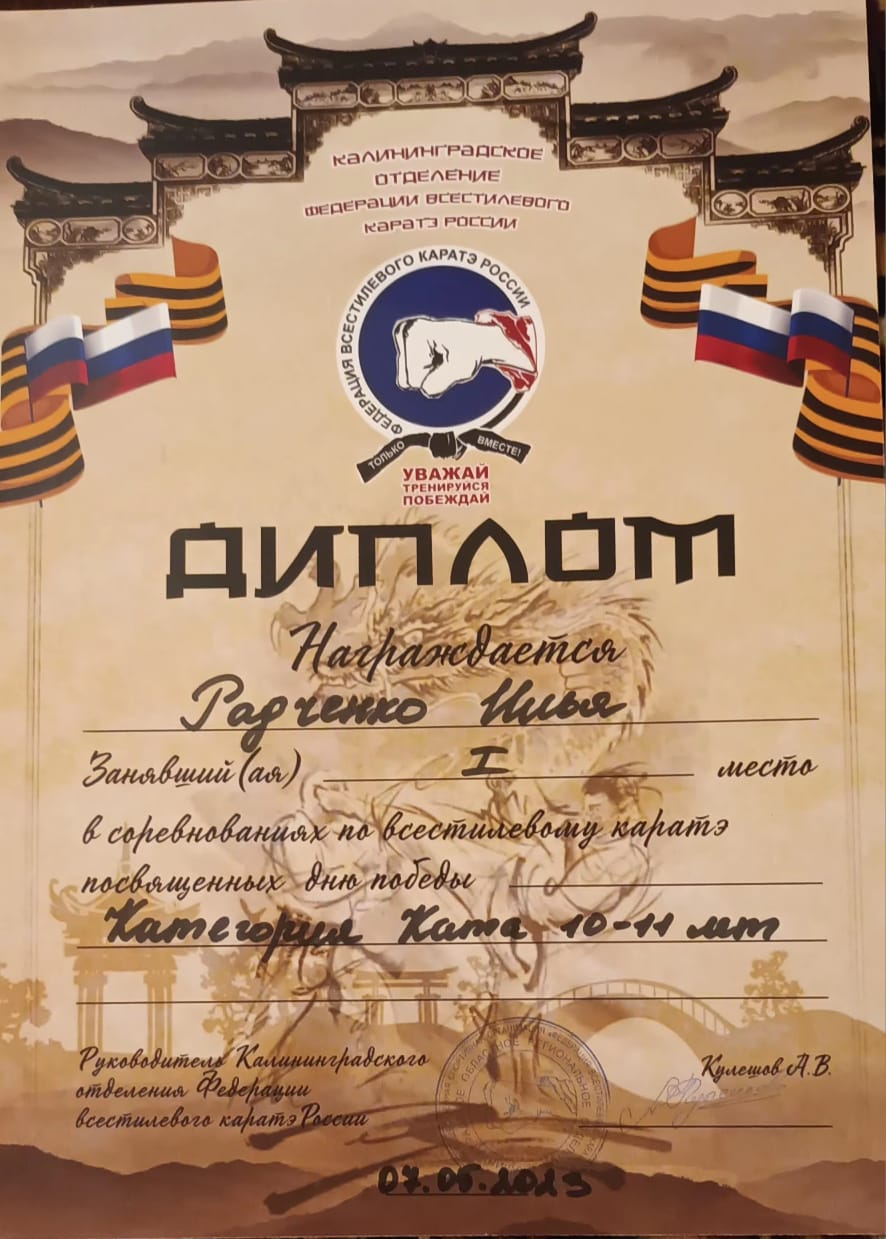 КАЛИНИНГРАДСКОЕ
ОТДЕЛЕНИЕ
ФЕДЕРАЦИИ ВСЕСТИЛЕВОГО
КАРАТЭ РОССИИ
ФЕДЕРАЦИЯ ВСЕСТИЛЕВОГО КАРАТЭ РОССИИ
ТОЛЬКО ВМЕСТЕ!
УВАЖАЙ
ТРЕНИРУЙСЯ
ПОБЕЖДАЙ
ДИПЛОМ
Награждается
Радченко Илья
Занявший(ая) I место
в соревнованиях по всестилевому каратэ
посвященных дню победы
Категория Ката 10-11 лет
Руководитель Калининградского
отделения Федерации
всестилевого каратэ России
Кулешов А.В.
07.05.2023